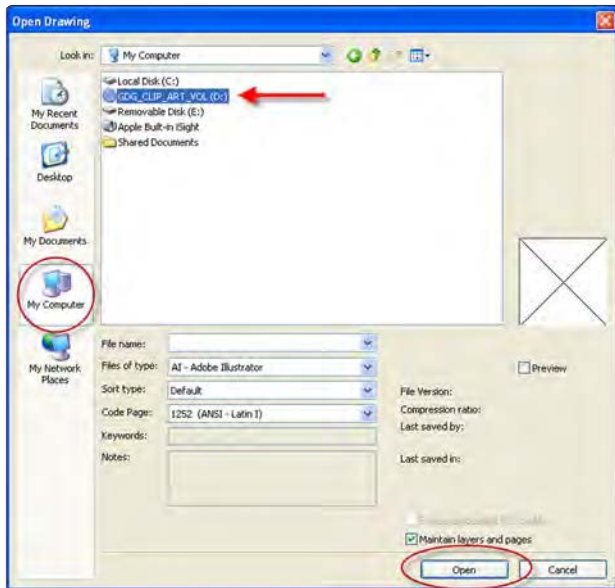 Open Drawing
Look in: My Computer
Local Disk (C:)
GDG_CLIP_ART_VOL (D:)
Removable Disk (E:)
Apple Built-in iSight
Shared Documents
My Recent
Documents
Desktop
My Documents
My Computer
My Network
Places
File name:
Files of type: AI - Adobe Illustrator
Sort type: Default
Code Page: 1252 (ANSI - Latin I)
Keywords:
Notes:
Preview
File Version:
Compression ratio:
Last saved by:
Last saved in:
Maintain layers and pages
Open
Cancel